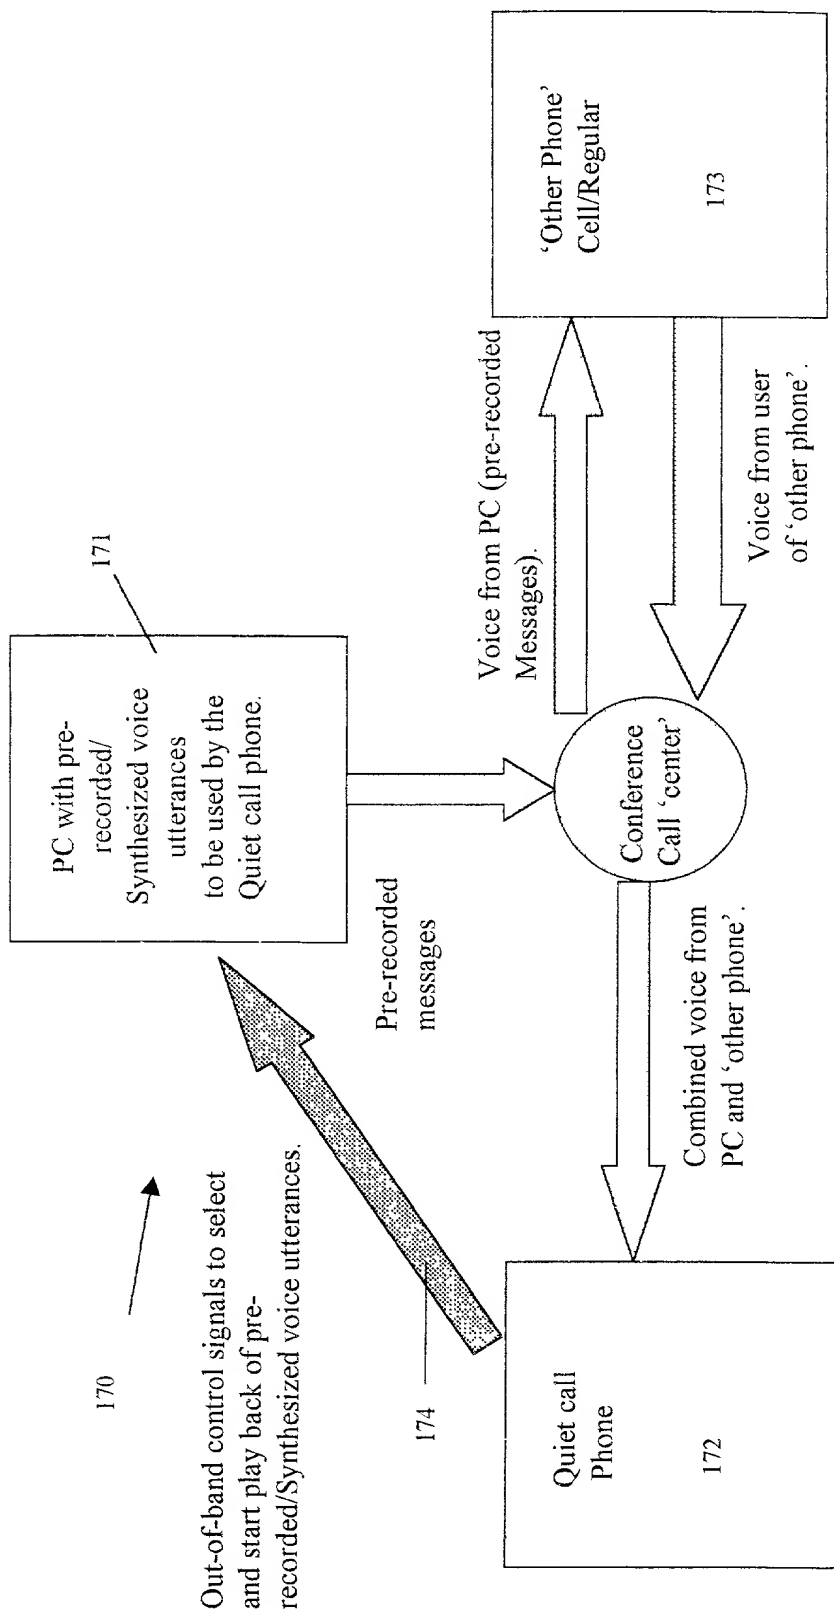 170
Out-of-band control signals to select
and start play back of pre-
recorded/Synthesized voice utterances.
174
PC with pre-
recorded/
Synthesized voice
utterances
to be used by the
Quiet call phone.
171
Pre-recorded
messages
Quiet call
Phone
172
Combined voice from
PC and ‘other phone’.
Conference
Call ‘center’
Voice from PC (pre-recorded
Messages).
Voice from user
of ‘other phone’.
‘Other Phone’
Cell/Regular
173